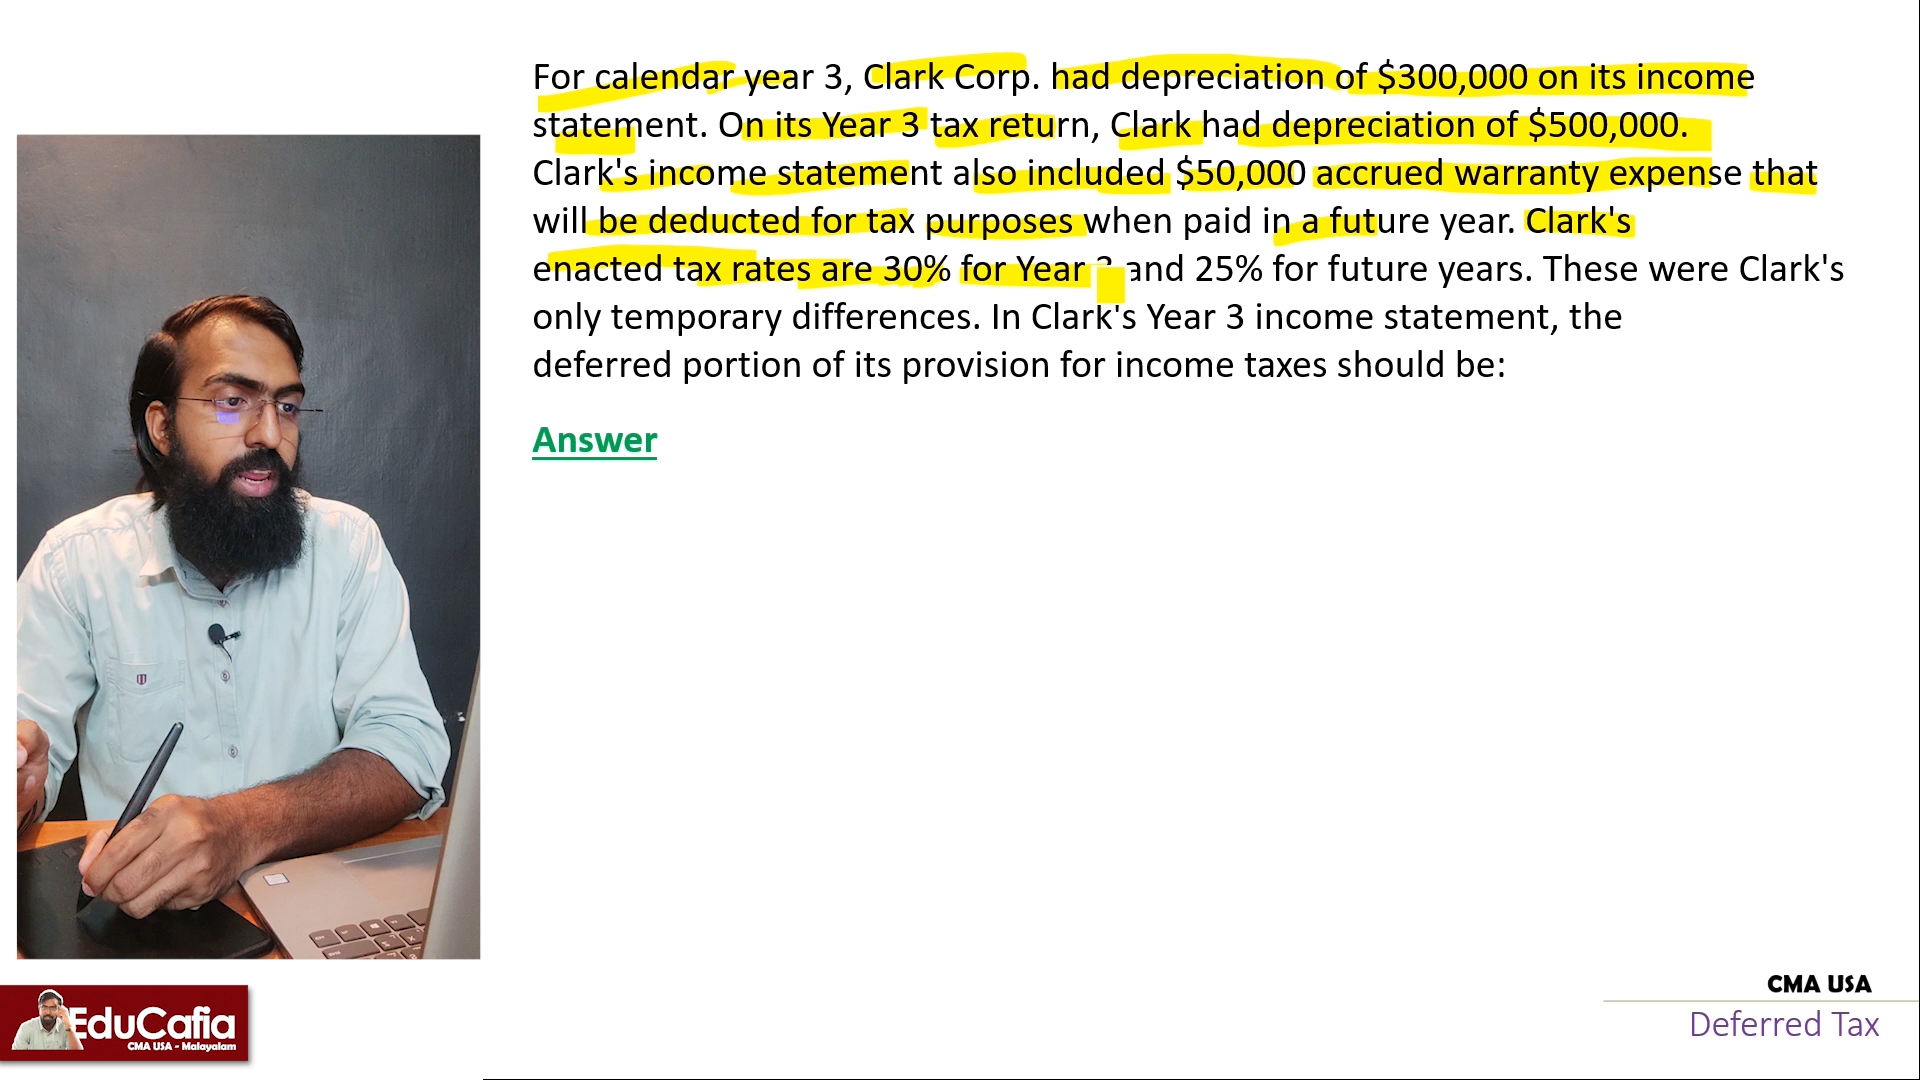 For calendar year 3, Clark Corp. had depreciation of $300,000 on its income
statement. On its Year 3 tax return, Clark had depreciation of $500,000.
Clark's income statement also included $50,000 accrued warranty expense that
will be deducted for tax purposes when paid in a future year. Clark's
enacted tax rates are 30% for Year 3 and 25% for future years. These were Clark's
only temporary differences. In Clark's Year 3 income statement, the
deferred portion of its provision for income taxes should be:
Answer
EduCafia
CMA USA - Malayalam
CMA USA
Deferred Tax